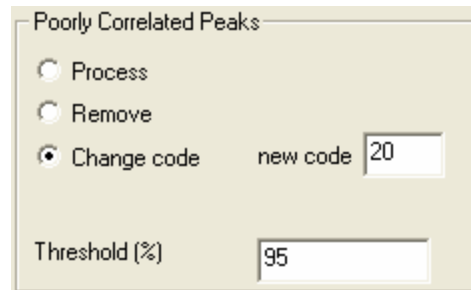 Poorly Correlated Peaks
Process
Remove
Change code new code 20
Threshold (%) 95